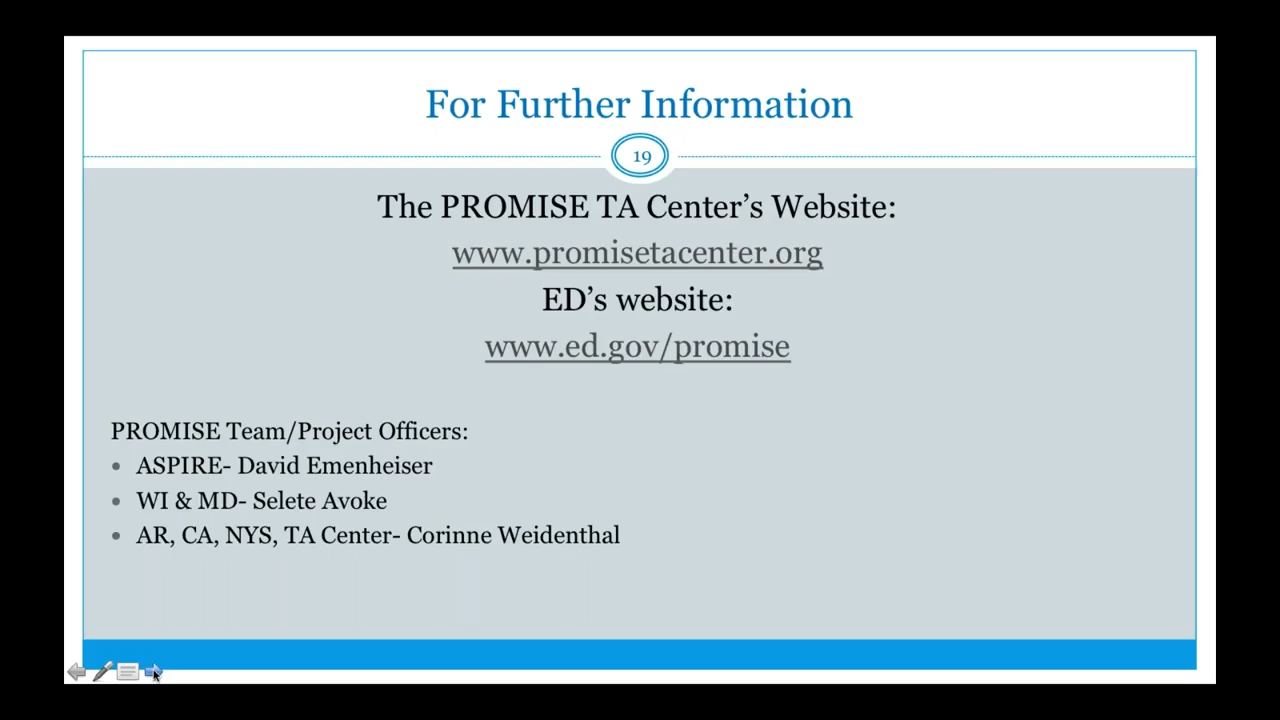 For Further Information
19
The PROMISE TA Center’s Website:
www.promisetacenter.org
ED’s website:
www.ed.gov/promise
PROMISE Team/Project Officers:
• ASPIRE- David Emenheiser
• WI & MD- Selete Avoke
• AR, CA, NYS, TA Center- Corinne Weidenthal